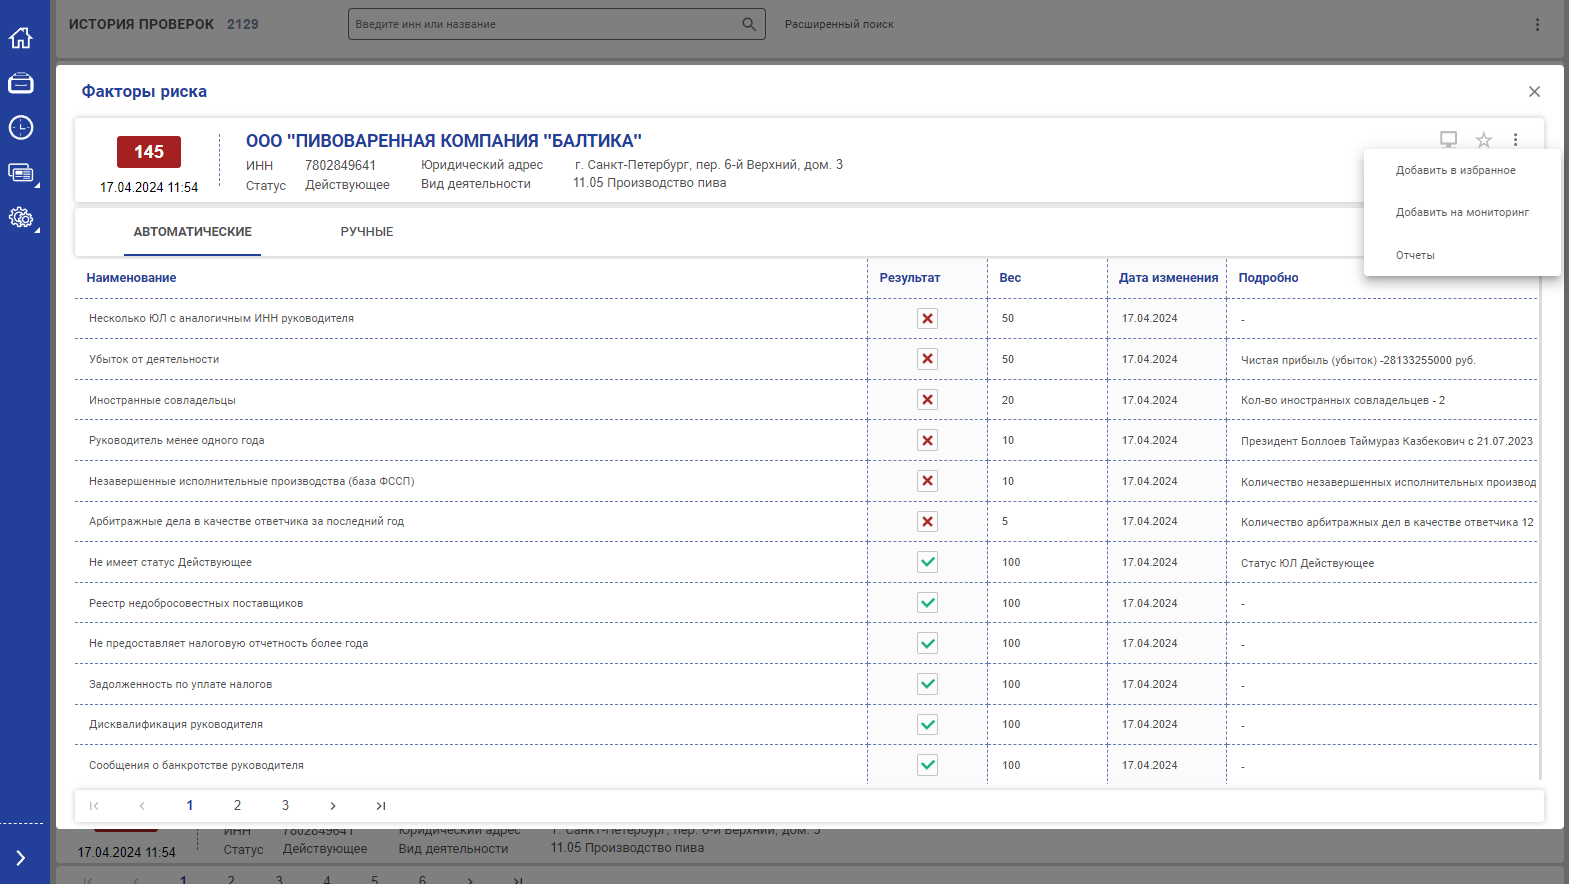 ИСТОРИЯ ПРОВЕРОК 2129
Введите инн или название
Расширенный поиск
Факторы риска
145
17.04.2024 11:54
ООО "ПИВОВАРЕННАЯ КОМПАНИЯ "БАЛТИКА"
ИНН 7802849641 Юридический адрес г. Санкт-Петербург, пер. 6-й Верхний, дом. 3
Статус Действующее Вид деятельности 11.05 Производство пива
Добавить в избранное
Добавить на мониторинг
Отчеты
АВТОМАТИЧЕСКИЕ РУЧНЫЕ
Наименование Результат Вес Дата изменения Подробно
Несколько ЮЛ с аналогичным ИНН руководителя 50 17.04.2024 -
Убыток от деятельности 50 17.04.2024 Чистая прибыль (убыток) -28133255000 руб.
Иностранные совладельцы 20 17.04.2024 Кол-во иностранных совладельцев - 2
Руководитель менее одного года 10 17.04.2024 Президент Боллоев Таймураз Казбекович с 21.07.2023
Незавершенные исполнительные производства (база ФССП) 10 17.04.2024 Количество незавершенных исполнительных производ
Арбитражные дела в качестве ответчика за последний год 5 17.04.2024 Количество арбитражных дел в качестве ответчика 12
Не имеет статус Действующее 100 17.04.2024 Статус ЮЛ Действующее
Реестр недобросовестных поставщиков 100 17.04.2024 -
Не предоставляет налоговую отчетность более года 100 17.04.2024 -
Задолженность по уплате налогов 100 17.04.2024 -
Дисквалификация руководителя 100 17.04.2024 -
Сообщения о банкротстве руководителя 100 17.04.2024 -
1 2 3
ИНН 7802849641 Юридический адрес г. Санкт-Петербург, пер. 6-й Верхний, дом. 3
17.04.2024 11:54 Статус Действующее Вид деятельности 11.05 Производство пива
1 2 3 4 5 6